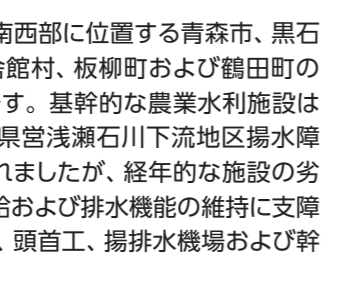 南西部に位置する青森市、黒石
舎館村、板柳町および鶴田町の
す。基幹的な農業水利施設は
県営浅瀬石川下流地区揚水障
れましたが、経年的な施設の劣
給および排水機能の維持に支障
、頭首工、揚排水機場および幹